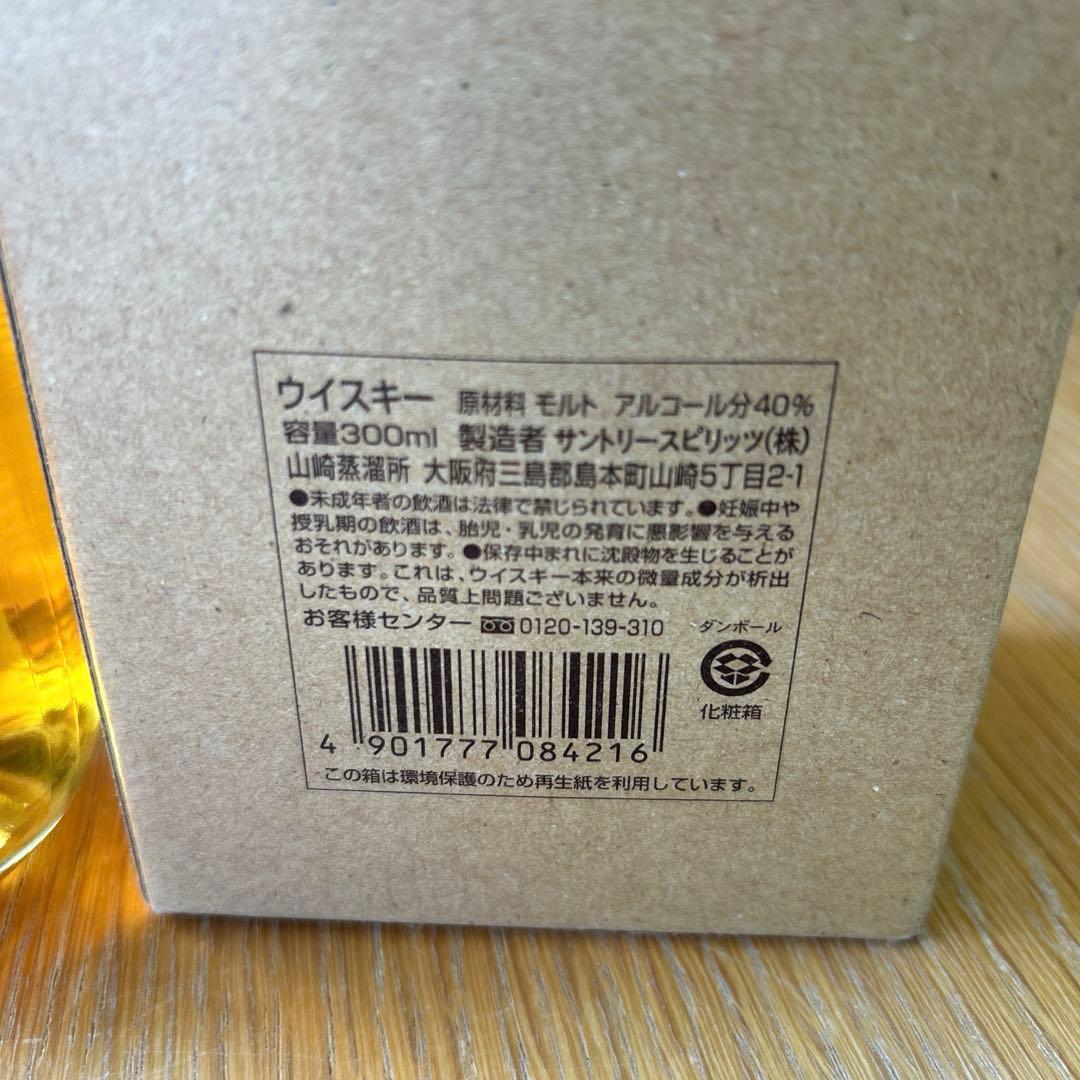 ウイスキー 原材料 モルト アルコール分40%
容量300ml 製造者 サントリースピリッツ(株)
山崎蒸溜所 大阪府三島郡島本町山崎5丁目2-1
●未成年者の飲酒は法律で禁じられています。●妊娠中や
授乳期の飲酒は、胎児・乳児の発育に悪影響を与える
おそれがあります。●保存中まれに沈殿物を生じることが
あります。これは、ウイスキー本来の微量成分が析出
したもので、品質上問題ございません。
お客様センター 0120-139-310
ダンボール
化粧箱
4 901777 084216
この箱は環境保護のため再生紙を利用しています。